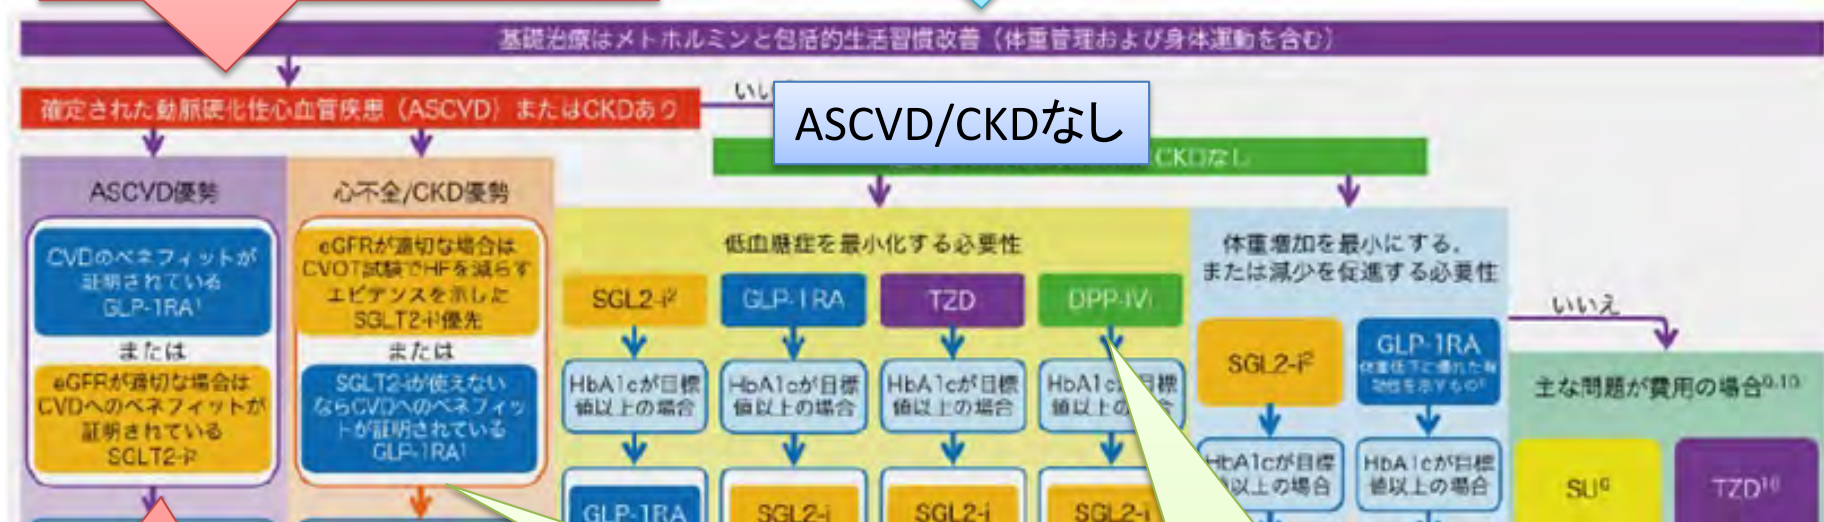 基礎治療はメトホルミンと包括的生活習慣改善（体重管理および身体運動を含む）
確定された動脈硬化性心血管疾患（ASCVD）またはCKDあり
ASCVD/CKDなし
CKDなし
ASCVD優勢
CVDのベネフィットが
証明されている
GLP-1RA¹
または
eGFRが適切な場合は
CVDへのベネフィットが
証明されている
SGLT2-i²
心不全/CKD優勢
eGFRが適切な場合は
CVOT試験でHFを減らす
エビデンスを示した
SGLT2-i³優先
または
SGLT2-iが使えない
ならCVDへのベネフィッ
トが証明されている
GLP-1RA¹
低血糖症を最小化する必要性
SGL2-i²
HbA1cが目標
値以上の場合
GLP-1RA
GLP-1RA
HbA1cが目標
値以上の場合
SGL2-i
TZD
HbA1cが目標
値以上の場合
SGL2-i
DPP-IVi
SGL2-i
体重増加を最小にする、
または減少を促進する必要性
SGL2-i²
HbA1cが目標
以上の場合
GLP-1RA
HbA1cが目標
値以上の場合
いいえ
主な問題が費用の場合⁹·¹⁰
SU⁶
TZD¹⁰